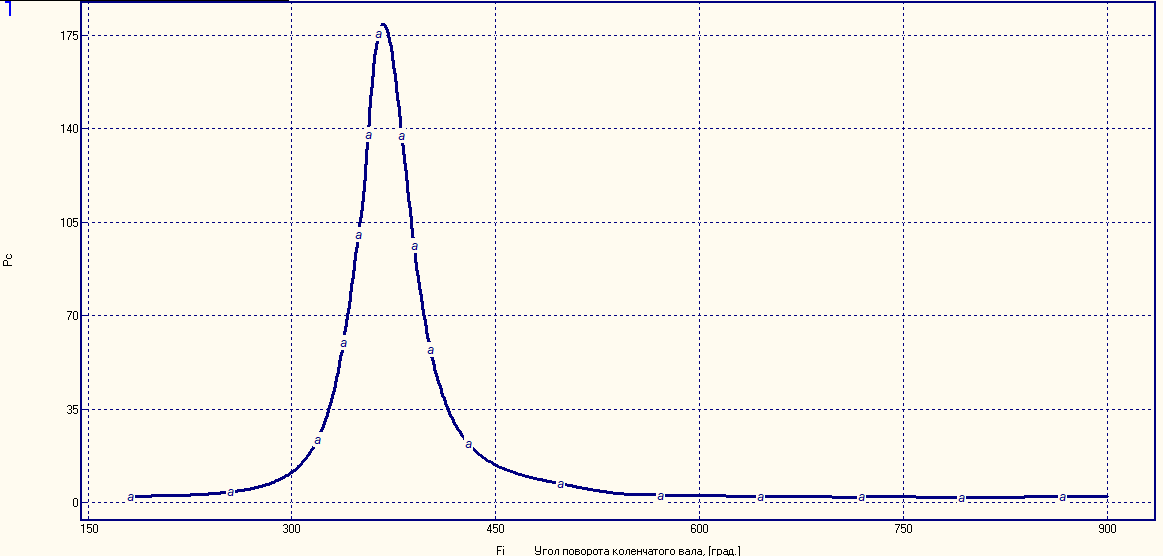 1
175
140
105
70
35
0
Pc
a a a a a a a a a a a a a a a a
150 300 450 600 750 900
Fi Угол поворота коленчатого вала, [град.]